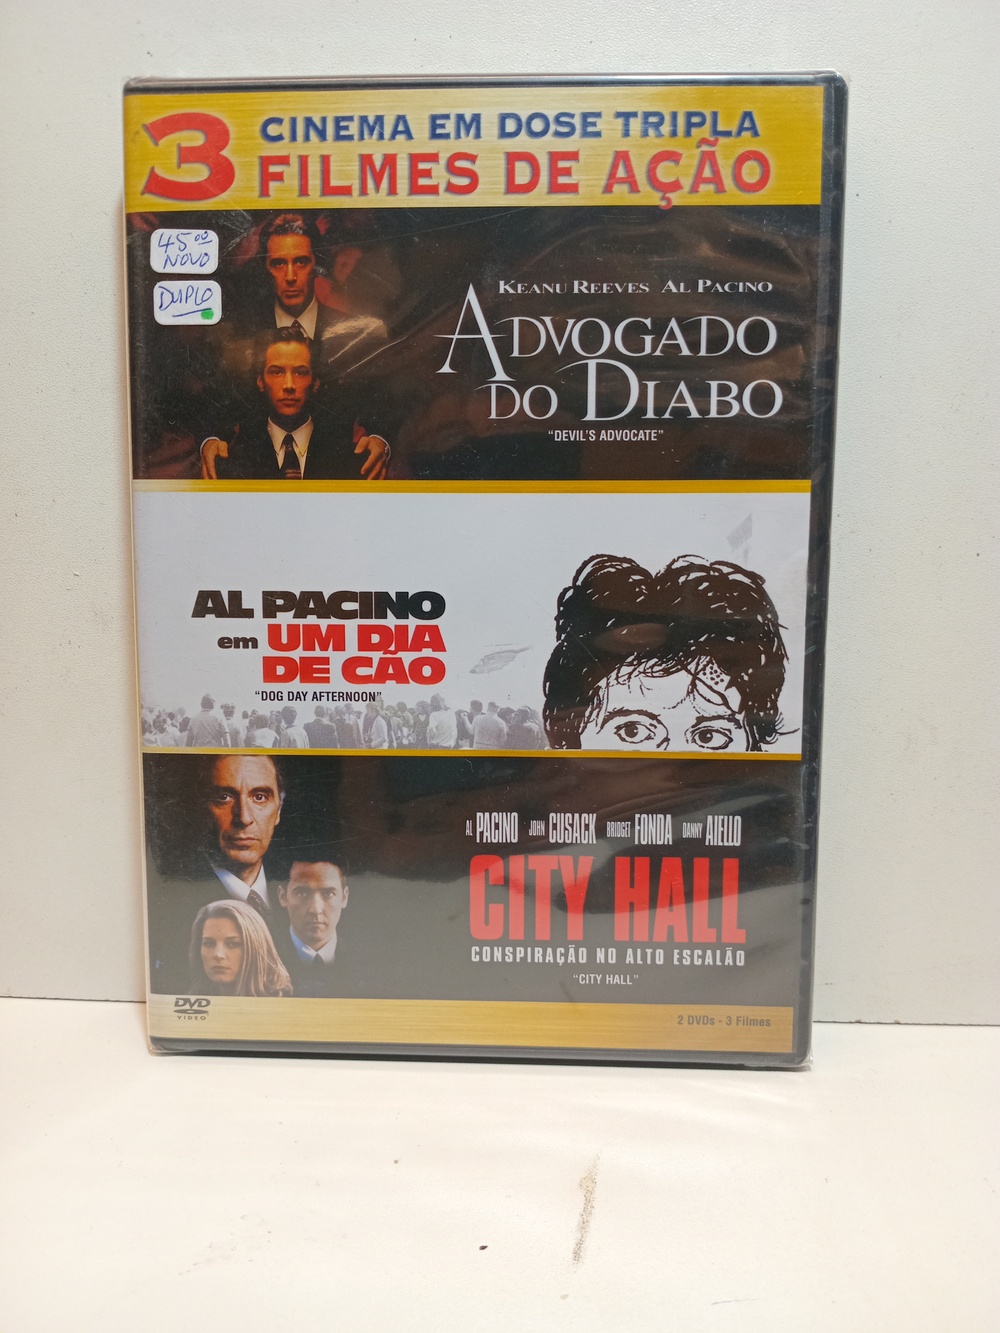 3
CINEMA EM DOSE TRIPLA
FILMES DE AÇÃO
45,00
NOVO
DUPLO
KEANU REEVES AL PACINO
ADVOGADO
DO DIABO
“DEVIL'S ADVOCATE”
AL PACINO
em UM DIA
DE CÃO
“DOG DAY AFTERNOON”
AL PACINO JOHN CUSACK BRIDGET FONDA DANNY AIELLO
CITY HALL
CONSPIRAÇÃO NO ALTO ESCALÃO
“CITY HALL”
DVD
VIDEO
2 DVDs - 3 Filmes